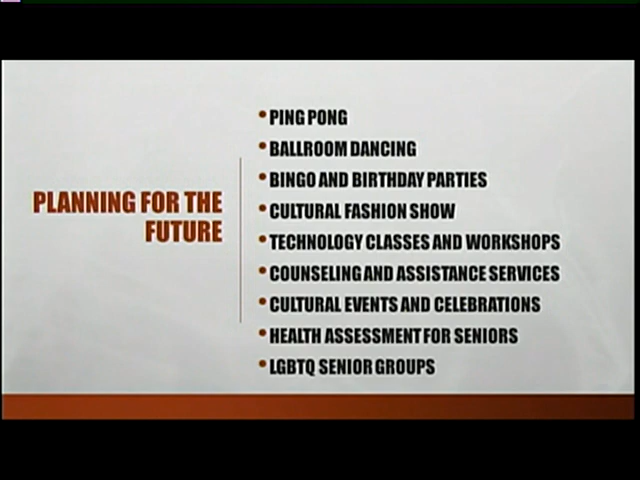 PLANNING FOR THE
FUTURE
• PING PONG
• BALLROOM DANCING
• BINGO AND BIRTHDAY PARTIES
• CULTURAL FASHION SHOW
• TECHNOLOGY CLASSES AND WORKSHOPS
• COUNSELING AND ASSISTANCE SERVICES
• CULTURAL EVENTS AND CELEBRATIONS
• HEALTH ASSESSMENT FOR SENIORS
• LGBTQ SENIOR GROUPS